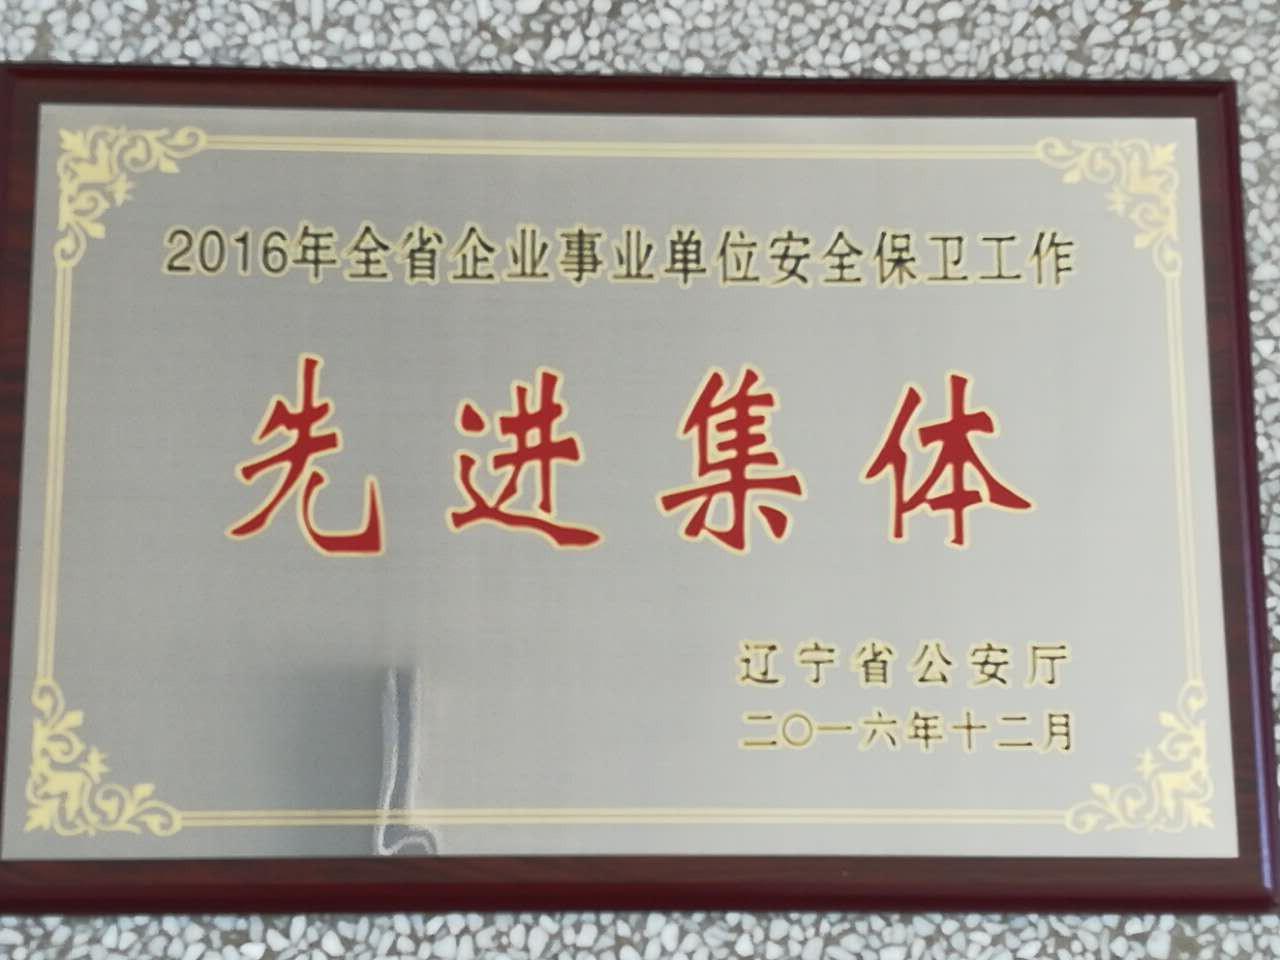 2016年全省企业事业单位安全保卫工作
先进集体
辽宁省公安厅
二〇一六年十二月